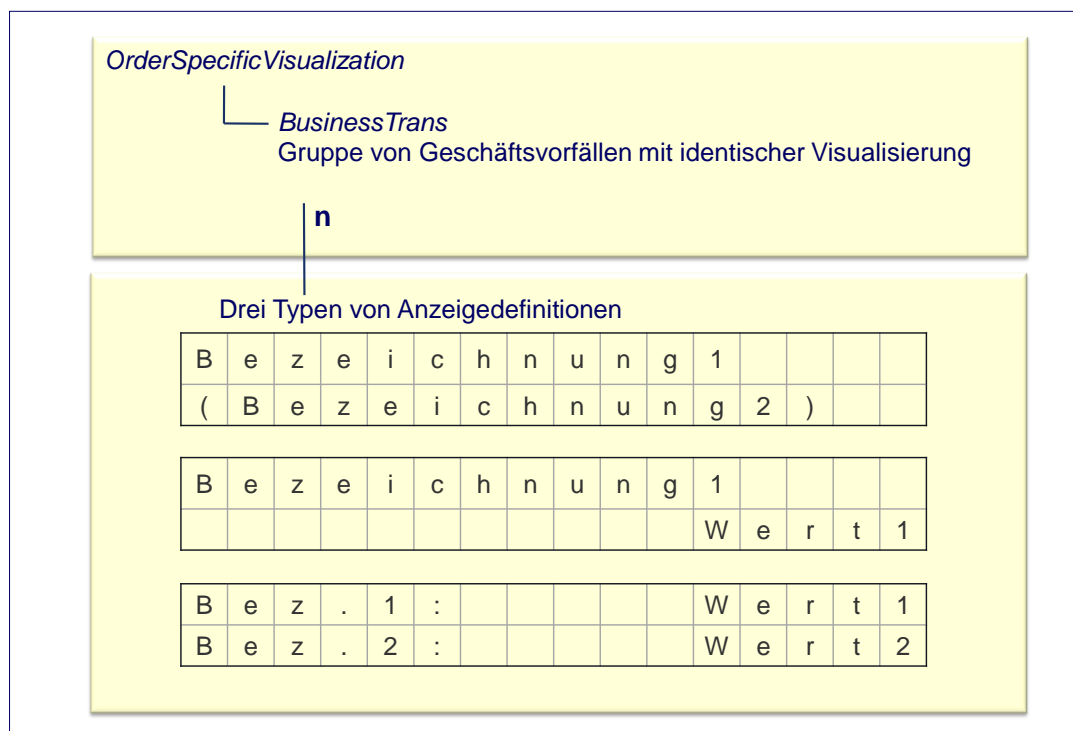 OrderSpecificVisualization
BusinessTrans
Gruppe von Geschäftsvorfällen mit identischer Visualisierung
n
Drei Typen von Anzeigedefinitionen
Bezeichnung1
(Bezeichnung2)
Bezeichnung1
Wert1
Bez.1: Wert1
Bez.2: Wert2